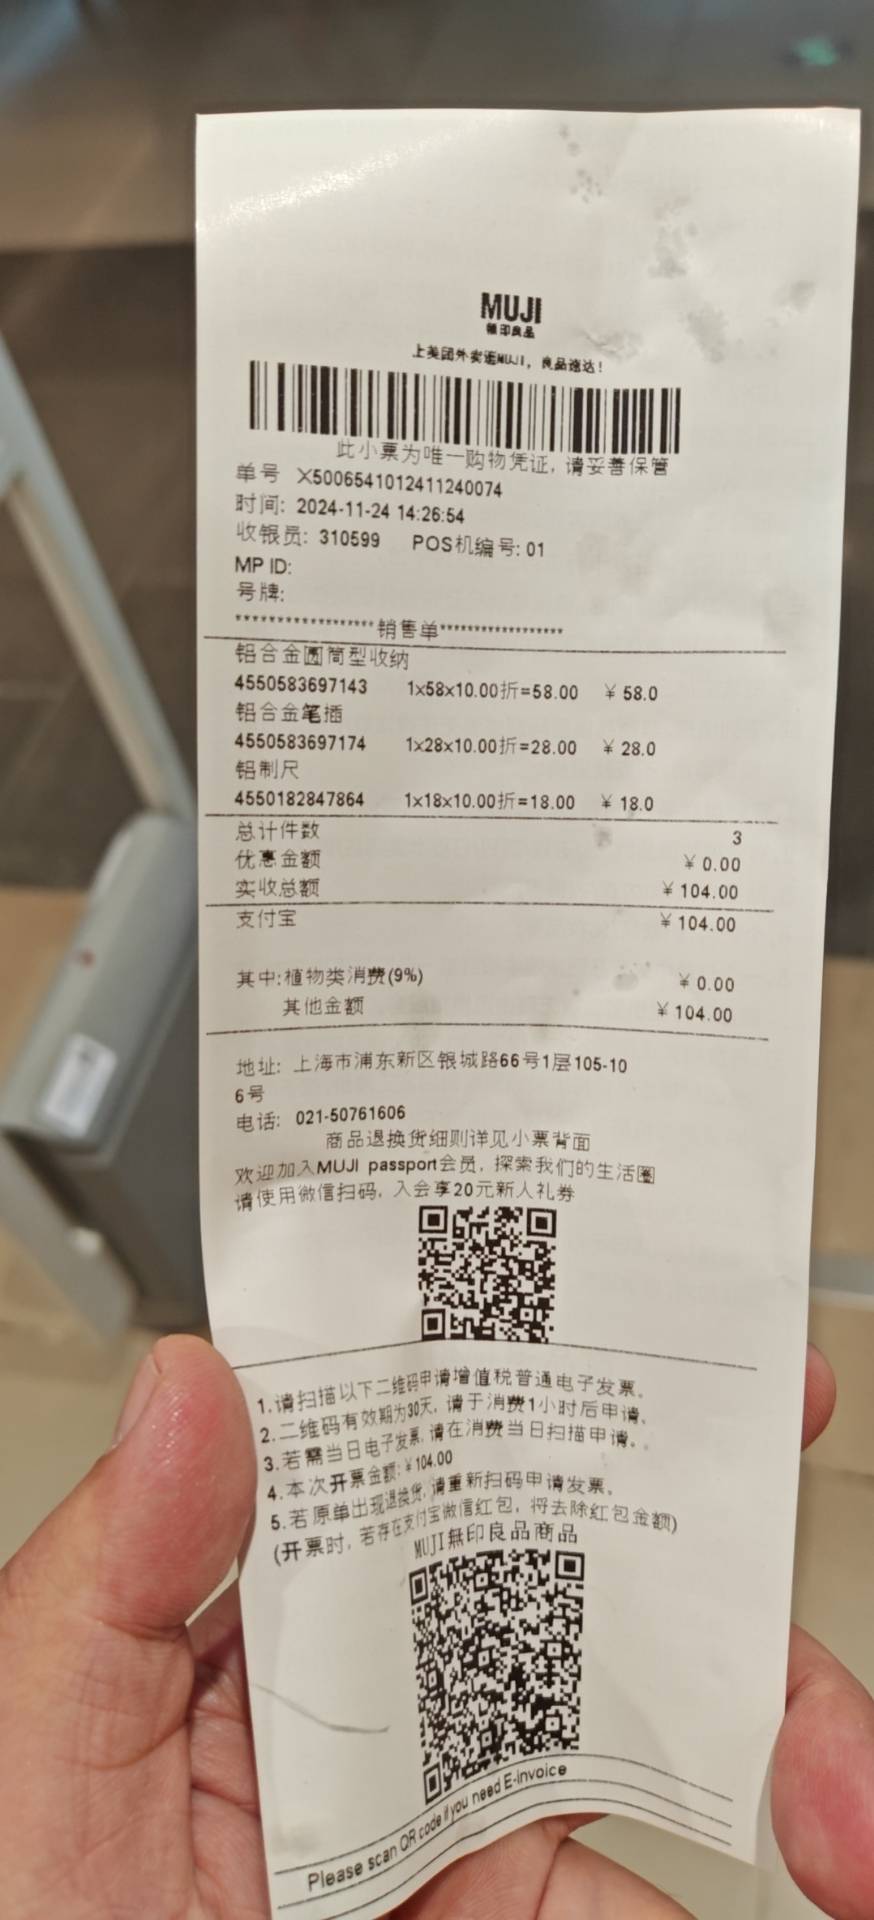 MUJI
無印良品
上美团外卖逛MUJI，良品速达！
此小票为唯一购物凭证，请妥善保管
单号 X5006541012411240074
时间: 2024-11-24 14:26:54
收银员: 310599 POS机编号: 01
MP ID:
号牌:
******************销售单*****************
铝合金圆筒型收纳
4550583697143 1x58x10.00折=58.00 ￥58.0
铝合金笔插
4550583697174 1x28x10.00折=28.00 ￥28.0
铝制尺
4550182847864 1x18x10.00折=18.00 ￥18.0
总计件数 3
优惠金额 ￥0.00
实收总额 ￥104.00
支付宝 ￥104.00
其中:植物类消费(9%) ￥0.00
其他金额 ￥104.00
地址: 上海市浦东新区银城路66号1层105-10
6号
电话: 021-50761606
商品退换货细则详见小票背面
欢迎加入MUJI passport会员, 探索我们的生活圈
请使用微信扫码, 入会享20元新人礼券
1.请扫描以下二维码申请增值税普通电子发票。
2.二维码有效期为30天, 请于消费1小时后申请。
3.若需当日电子发票, 请在消费当日扫描申请。.
4.本次开票金额:￥104.00
5.若原单出现退换货, 请重新扫码申请发票。
(开票时, 若存在支付宝微信红包, 将去除红包金额)
MUJI無印良品商品
Please scan QR code if you need E-invoice